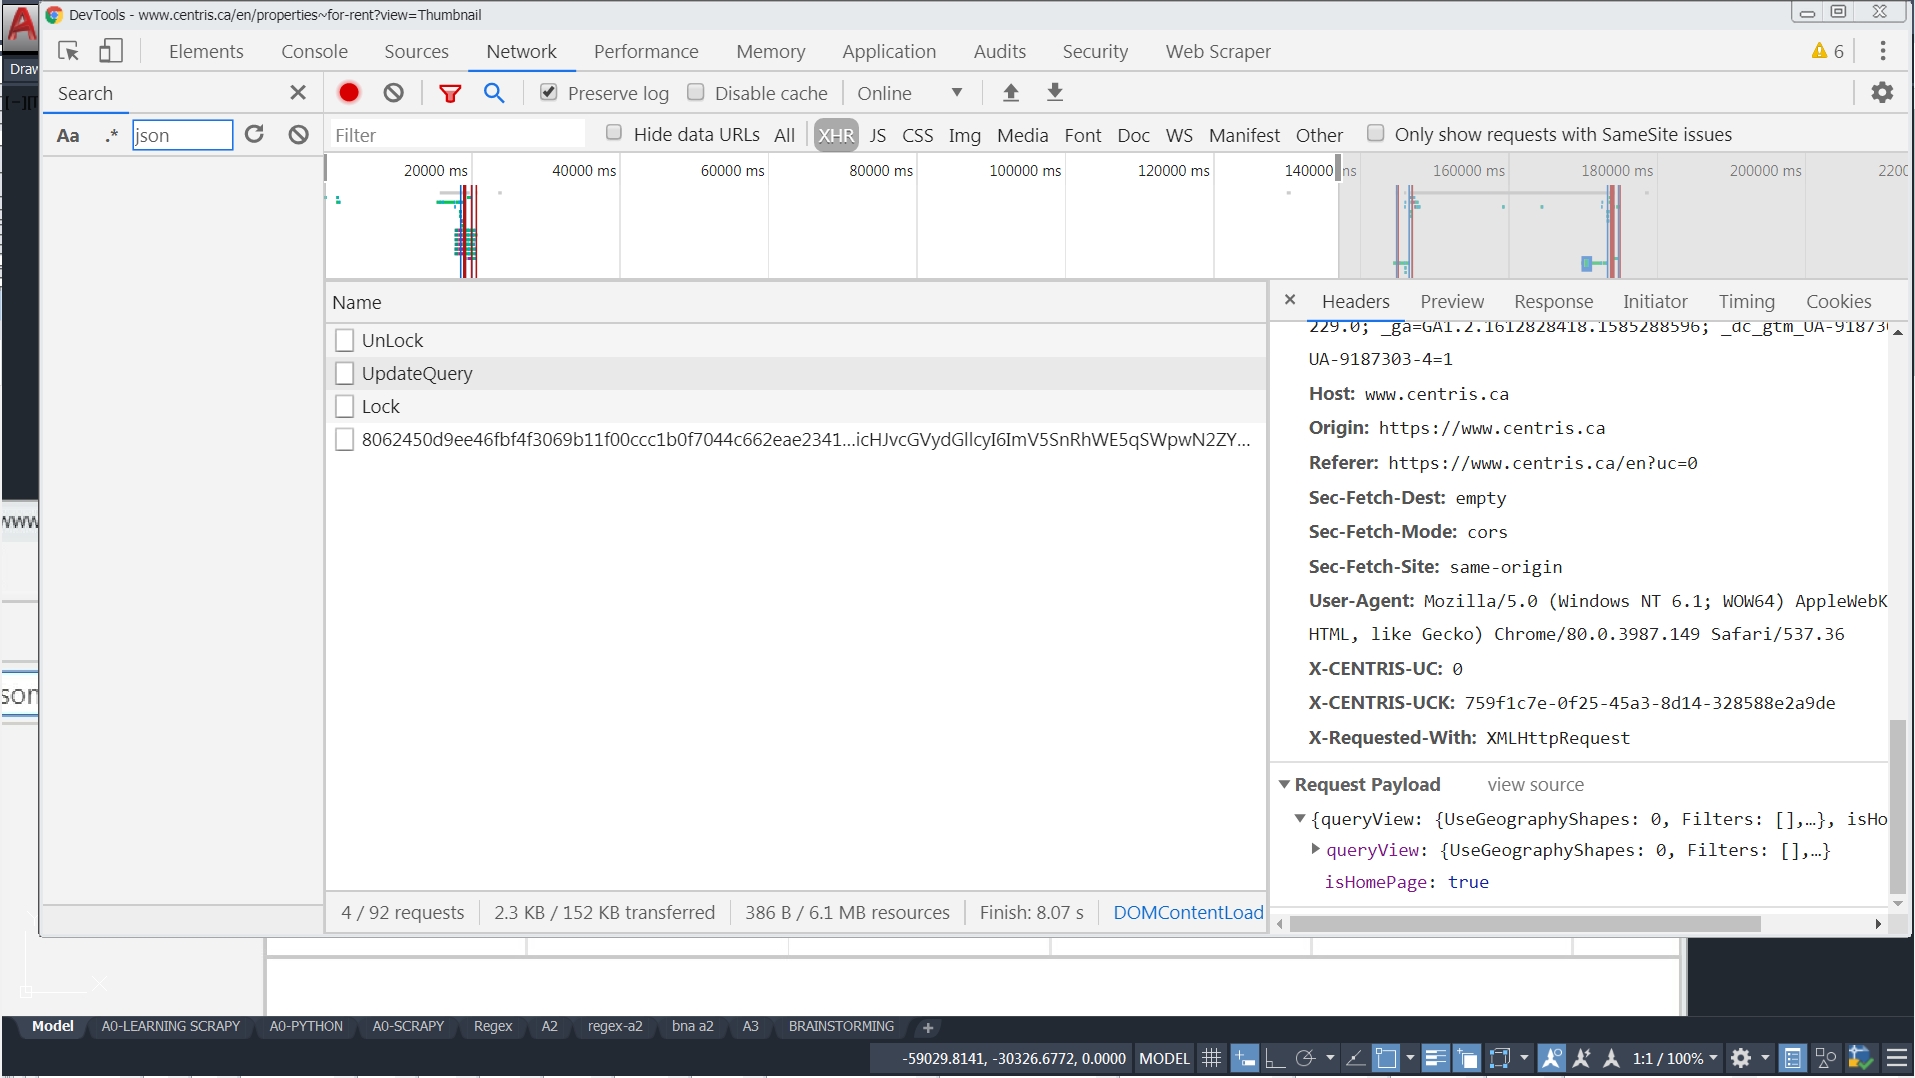 DevTools - www.centris.ca/en/properties~for-rent?view=Thumbnail
Elements Console Sources Network Performance Memory Application Audits Security Web Scraper 6
Draw
Search
Preserve log Disable cache Online
Aa .* json
Filter Hide data URLs All XHR JS CSS Img Media Font Doc WS Manifest Other Only show requests with SameSite issues
20000 ms 40000 ms 60000 ms 80000 ms 100000 ms 120000 ms 140000 ms 160000 ms 180000 ms 200000 ms 220
Name
UnLock
UpdateQuery
Lock
8062450d9ee46fbf4f3069b11f00ccc1b0f7044c662eae2341...icHJvcGVydGllcyI6ImV5SnRhWE5qSWpwN2ZY...
Headers Preview Response Initiator Timing Cookies
229.0; _ga=GA1.2.1612828418.1585288596; _dc_gtm_UA-91873
UA-9187303-4=1
Host: www.centris.ca
Origin: https://www.centris.ca
Referer: https://www.centris.ca/en?uc=0
Sec-Fetch-Dest: empty
Sec-Fetch-Mode: cors
Sec-Fetch-Site: same-origin
User-Agent: Mozilla/5.0 (Windows NT 6.1; WOW64) AppleWebK
HTML, like Gecko) Chrome/80.0.3987.149 Safari/537.36
X-CENTRIS-UC: 0
X-CENTRIS-UCK: 759f1c7e-0f25-45a3-8d14-328588e2a9de
X-Requested-With: XMLHttpRequest
Request Payload view source
{queryView: {UseGeographyShapes: 0, Filters: [],…}, isHo
queryView: {UseGeographyShapes: 0, Filters: [],…}
isHomePage: true
4 / 92 requests 2.3 KB / 152 KB transferred 386 B / 6.1 MB resources Finish: 8.07 s DOMContentLoad
www
son
Model A0-LEARNING SCRAPY A0-PYTHON A0-SCRAPY Regex A2 regex-a2 bna a2 A3 BRAINSTORMING +
-59029.8141, -30326.6772, 0.0000 MODEL 1:1 / 100%